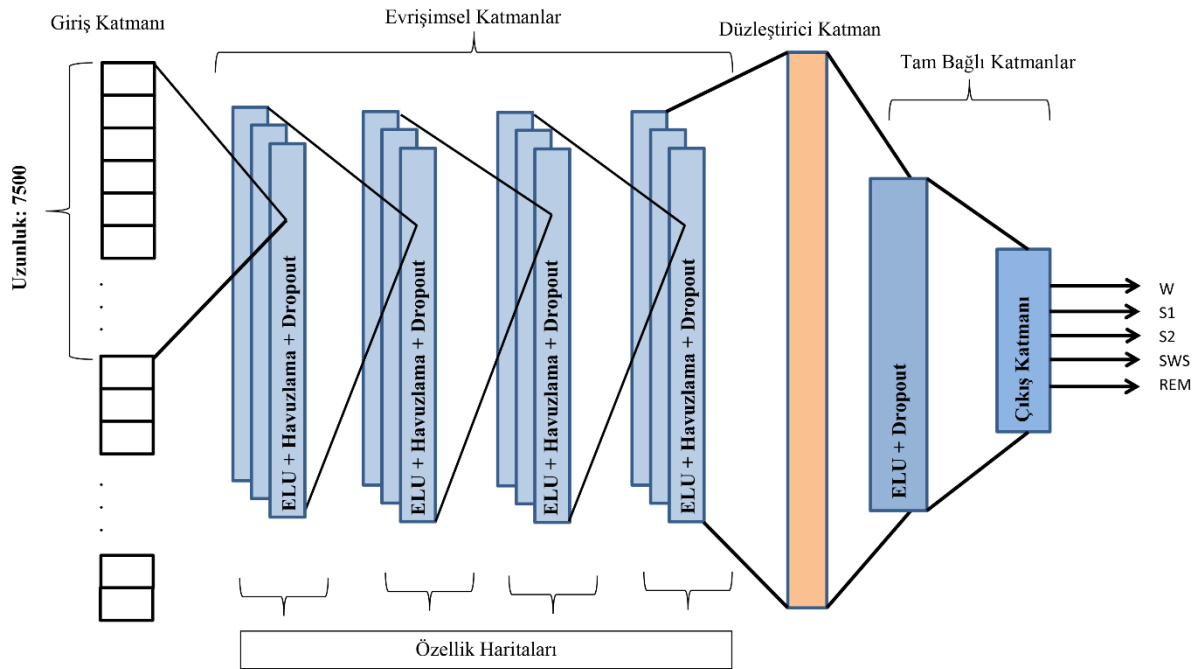 Giriş Katmanı
Evrişimsel Katmanlar
Düzleştirici Katman
Tam Bağlı Katmanlar
Uzunluk: 7500
ELU + Havuzlama + Dropout
ELU + Havuzlama + Dropout
ELU + Havuzlama + Dropout
ELU + Havuzlama + Dropout
ELU + Dropout
Çıkış Katmanı
W
S1
S2
SWS
REM
Özellik Haritaları